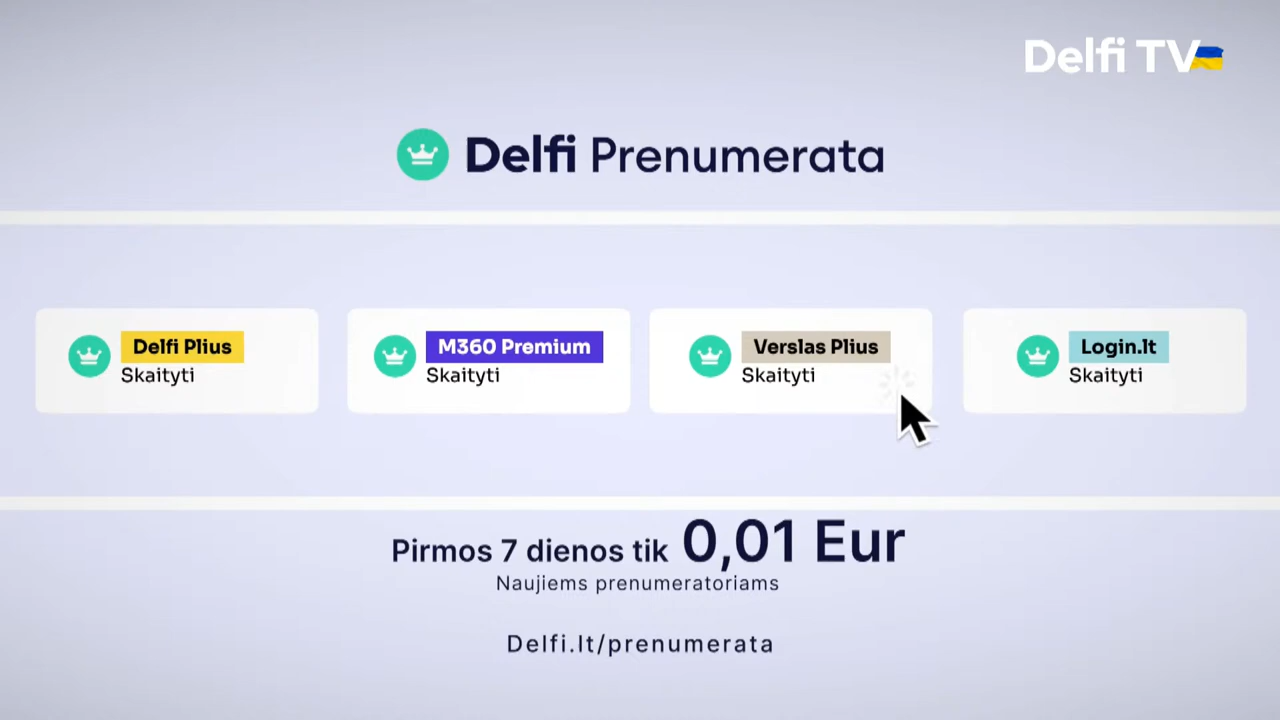 Delfi TV
Delfi Prenumerata
Delfi Plius
Skaityti
M360 Premium
Skaityti
Verslas Plius
Skaityti
Login.lt
Skaityti
Pirmos 7 dienos tik 0,01 Eur
Naujiems prenumeratoriams
Delfi.lt/prenumerata